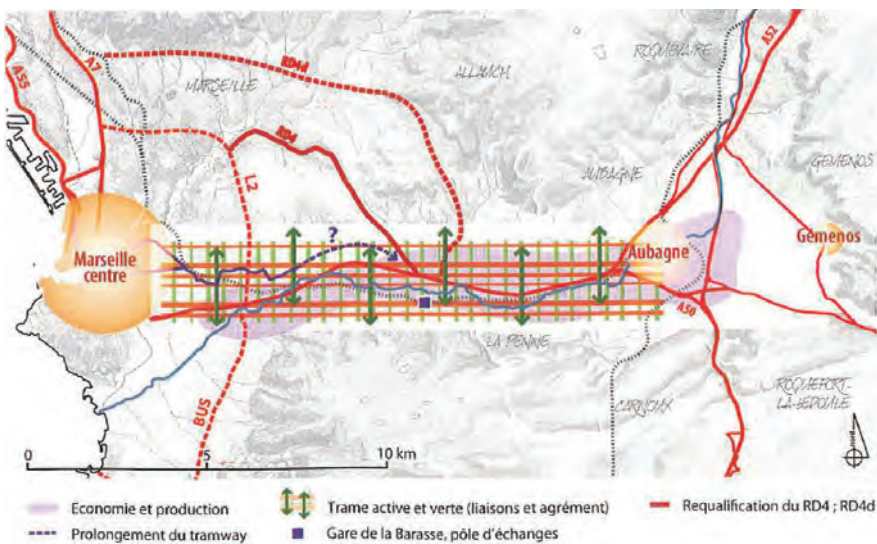 A55
A7
RD4d
MARSEILLE
ALLAUCH
ROQUEVAIRE
A52
RD4
L2
AUBAGNE
GEMENOS
?
Marseille
centre
Aubagne
Gémenos
A50
LA PENNE
BUS
CARNOUX
ROQUEFORT-
LA-BEDOULE
0
5
10 km
nord
Economie et production
Trame active et verte (liaisons et agrément)
Requalification du RD4 ; RD4d
Prolongement du tramway
Gare de la Barasse, pôle d'échanges